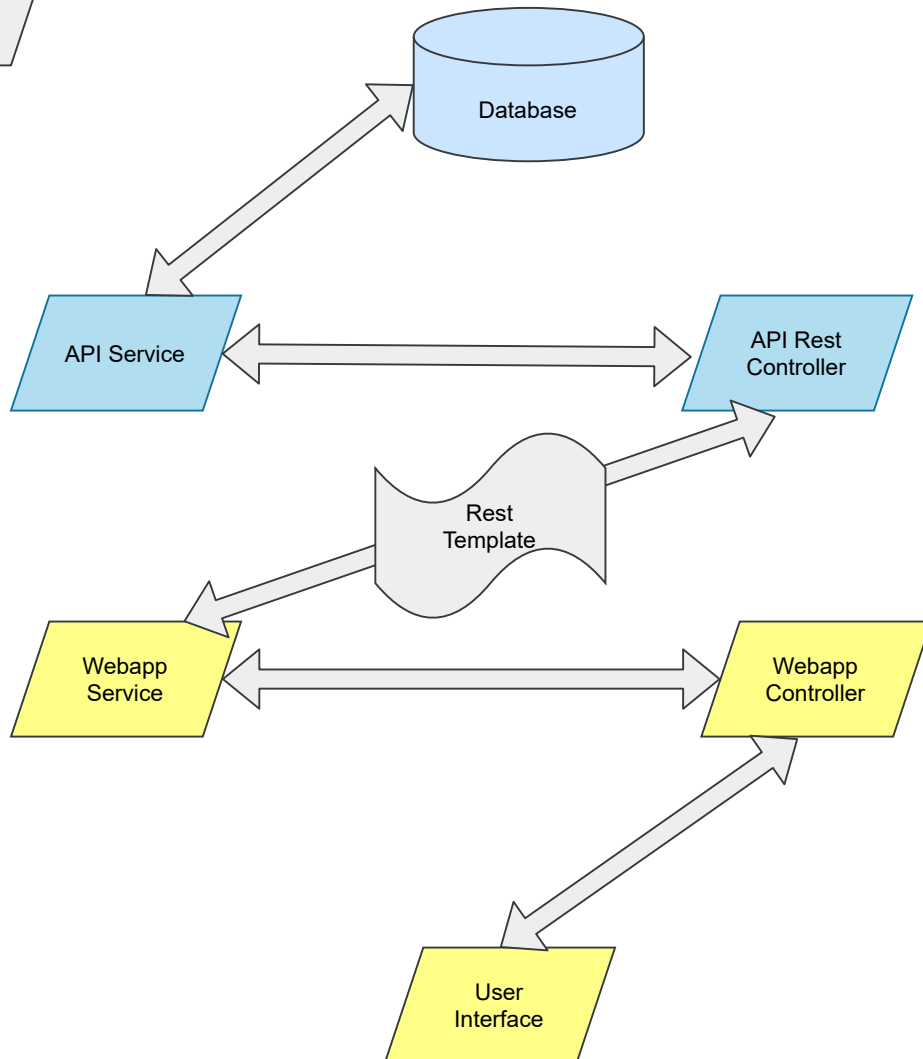 Database
API Service
API Rest
Controller
Rest
Template
Webapp
Service
Webapp
Controller
User
Interface